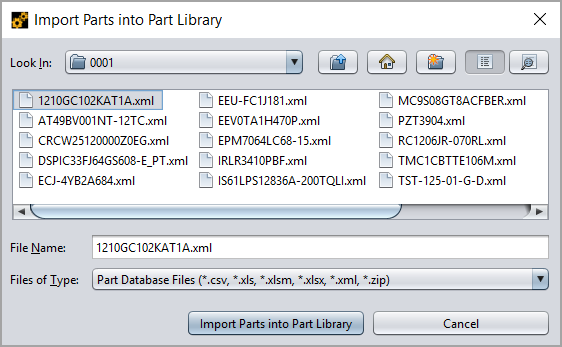 Import Parts into Part Library
Look In: 0001
1210GC102KAT1A.xml
AT49BV001NT-12TC.xml
CRCW25120000Z0EG.xml
DSPIC33FJ64GS608-E_PT.xml
ECJ-4YB2A684.xml
EEU-FC1J181.xml
EEV0TA1H470P.xml
EPM7064LC68-15.xml
IRLR3410PBF.xml
IS61LPS12836A-200TQLI.xml
MC9S08GT8ACFBER.xml
PZT3904.xml
RC1206JR-070RL.xml
TMC1CBTTE106M.xml
TST-125-01-G-D.xml
File Name: 1210GC102KAT1A.xml
Files of Type: Part Database Files (*.csv, *.xls, *.xlsm, *.xlsx, *.xml, *.zip)
Import Parts into Part Library Cancel